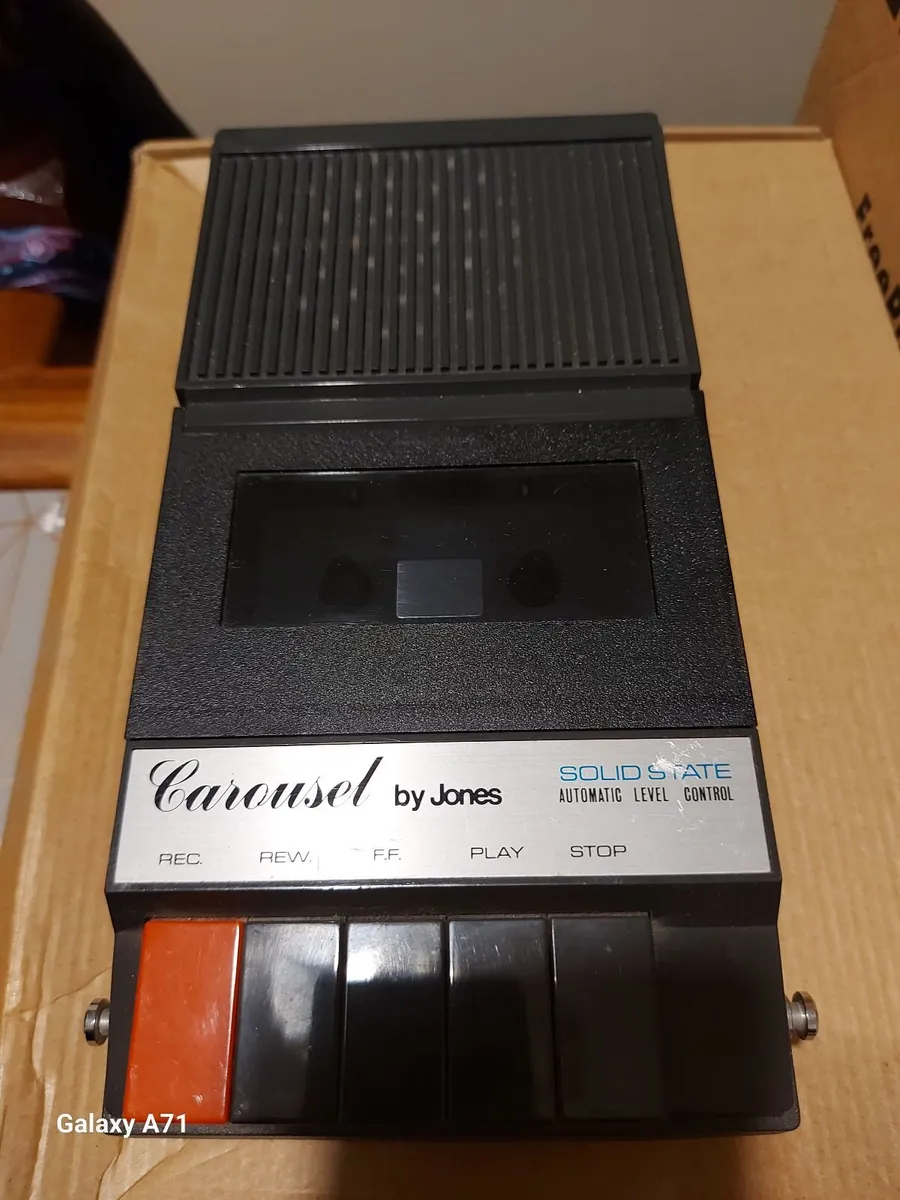 Carousel by Jones
SOLID STATE
AUTOMATIC LEVEL CONTROL
REC. REW. F.F. PLAY STOP
Galaxy A71